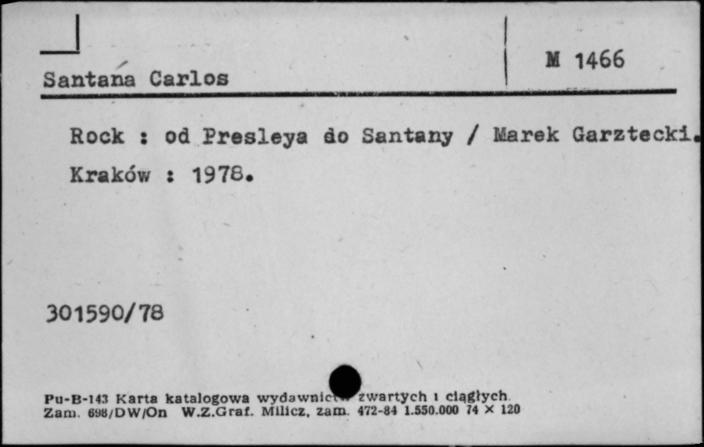 M 1466
Santana Carlos
Rock : od Presleya do Santany / Marek Garztecki.
Kraków : 1978.
301590/78
Pu-B-143 Karta katalogowa wydawnictw zwartych i ciągłych.
Zam. 698/DW/On W.Z.Graf. Milicz, zam. 472-84 1.550.000 74 × 120